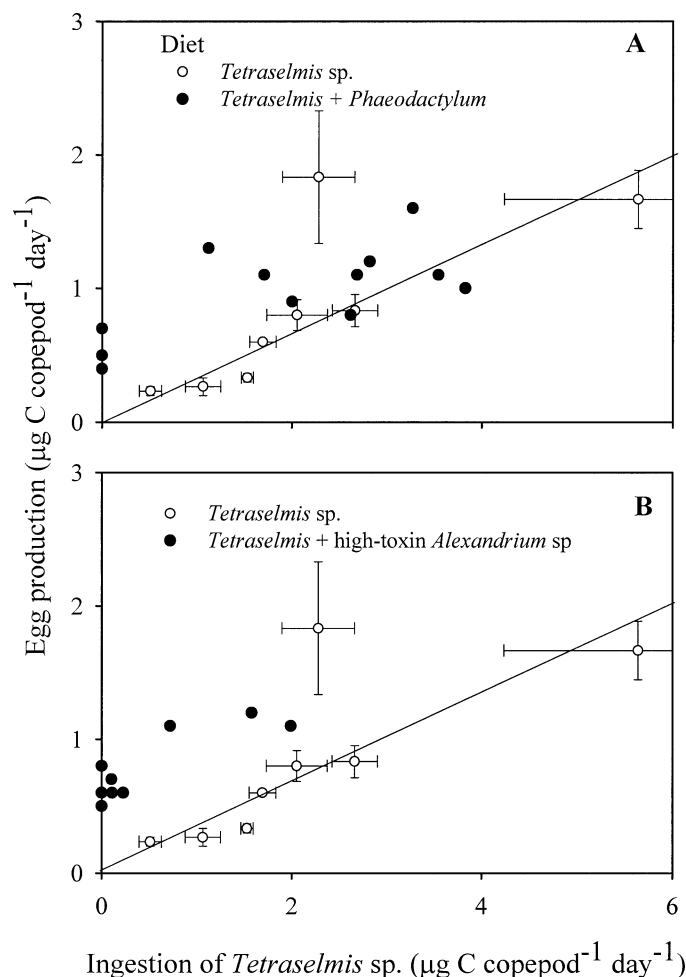 3
Diet
A
Tetraselmis sp.
Tetraselmis + Phaeodactylum
2
1
0
Egg production (μg C copepod⁻¹ day⁻¹)
3
B
Tetraselmis sp.
Tetraselmis + high-toxin Alexandrium sp
2
1
0
0 2 4 6
Ingestion of Tetraselmis sp. (μg C copepod⁻¹ day⁻¹)